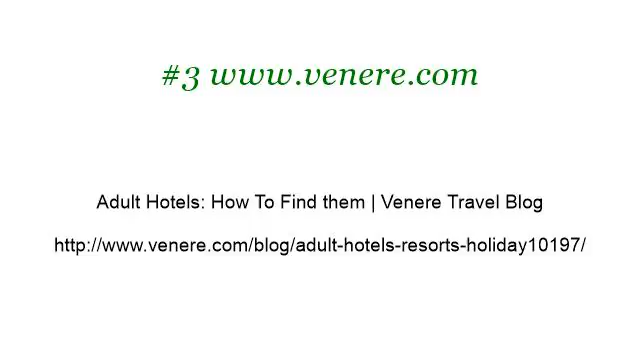 #3 www.venere.com
Adult Hotels: How To Find them | Venere Travel Blog
http://www.venere.com/blog/adult-hotels-resorts-holiday10197/